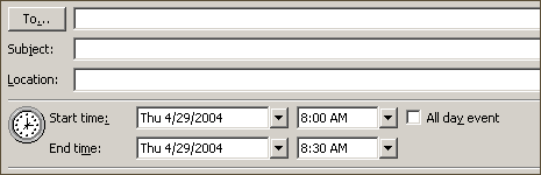 To...
Subject:
Location:
Start time: Thu 4/29/2004 8:00 AM All day event
End time: Thu 4/29/2004 8:30 AM